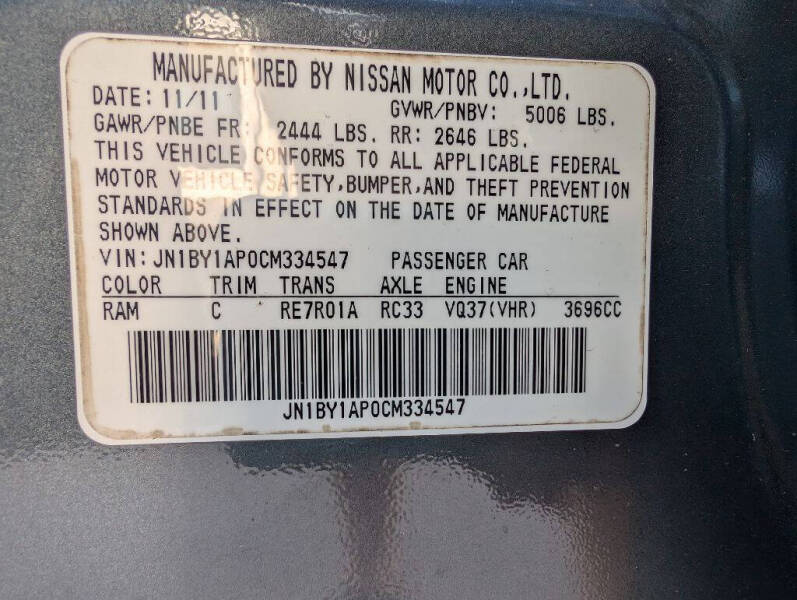 MANUFACTURED BY NISSAN MOTOR CO.,LTD.
DATE: 11/11 GVWR/PNBV: 5006 LBS.
GAWR/PNBE FR: 2444 LBS. RR: 2646 LBS.
THIS VEHICLE CONFORMS TO ALL APPLICABLE FEDERAL
MOTOR VEHICLE SAFETY,BUMPER,AND THEFT PREVENTION
STANDARDS IN EFFECT ON THE DATE OF MANUFACTURE
SHOWN ABOVE.
VIN: JN1BY1AP0CM334547 PASSENGER CAR
COLOR TRIM TRANS AXLE ENGINE
RAM C RE7R01A RC33 VQ37(VHR) 3696CC
JN1BY1AP0CM334547